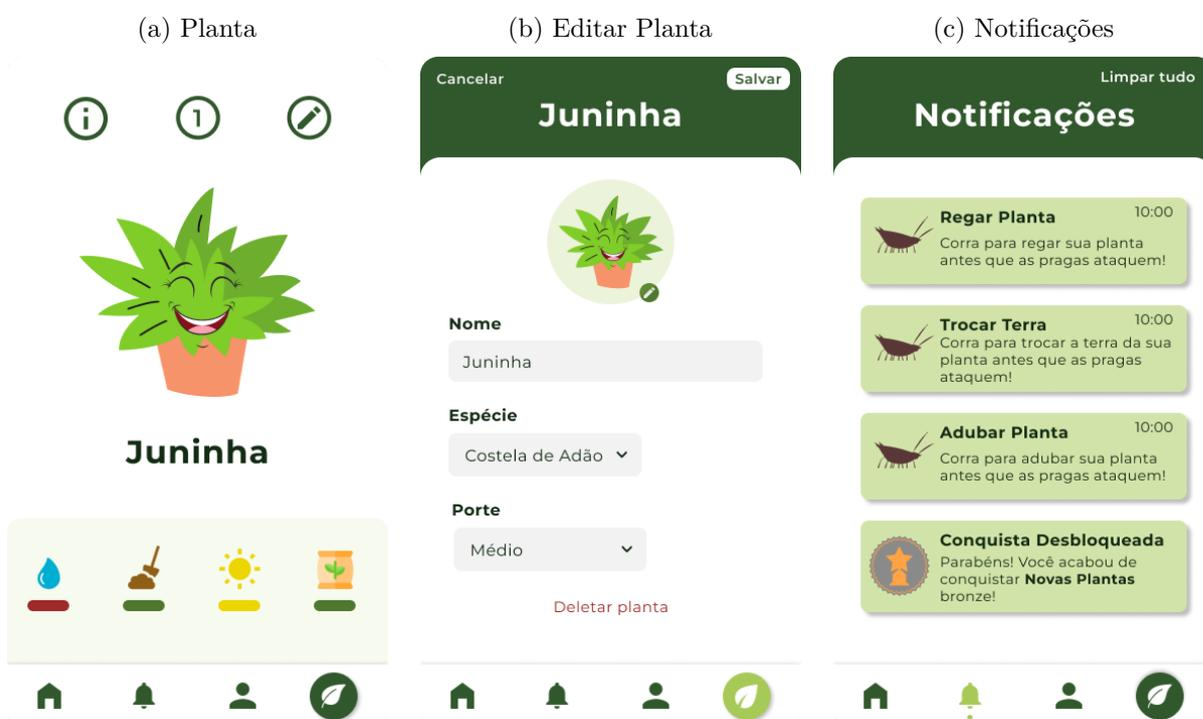 (a) Planta
1
Juninha
(b) Editar Planta
Cancelar
Salvar
Juninha
Nome
Juninha
Espécie
Costela de Adão
Porte
Médio
Deletar planta
(c) Notificações
Limpar tudo
Notificações
Regar Planta
10:00
Corra para regar sua planta
antes que as pragas ataquem!
Trocar Terra
10:00
Corra para trocar a terra da sua
planta antes que as pragas
ataquem!
Adubar Planta
10:00
Corra para adubar sua planta
antes que as pragas ataquem!
Conquista Desbloqueada
Parabéns! Você acabou de
conquistar Novas Plantas
bronze!